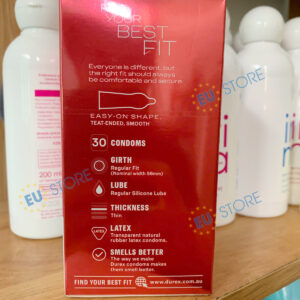 YOUR
BEST
FIT
Everyone is different, but
the right fit should always
be comfortable and secure.
EASY-ON SHAPE,
TEAT-ENDED, SMOOTH
30 CONDOMS
GIRTH
Regular Fit
(Nominal width 56mm)
LUBE
Regular Silicone Lube
THICKNESS
Thin
LATEX
LATEX
Transparent natural
rubber latex condoms.
SMELLS BETTER
The way we make
Durex condoms makes
them smell better.
FIND YOUR BEST FIT www.durex.com.au
200 ml
EU STORE
EU STORE
EU STORE
EU STORE